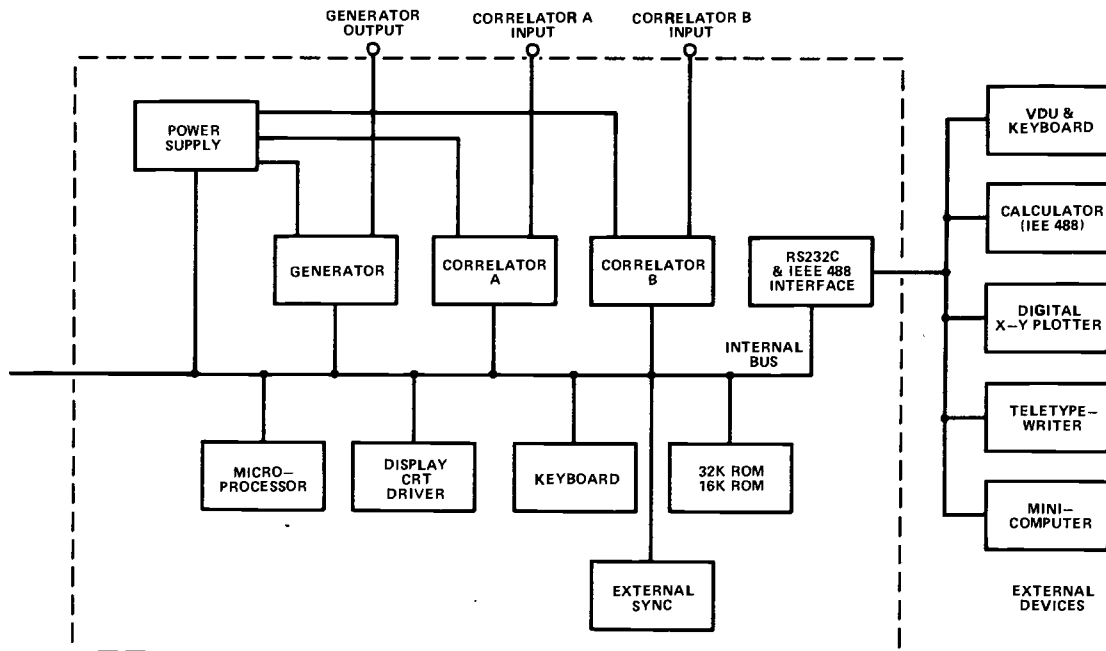 GENERATOR
OUTPUT
CORRELATOR A
INPUT
CORRELATOR B
INPUT
POWER
SUPPLY
GENERATOR
CORRELATOR
A
CORRELATOR
B
RS232C
& IEEE 488
INTERFACE
INTERNAL
BUS
MICRO–
PROCESSOR
DISPLAY
CRT
DRIVER
KEYBOARD
32K ROM
16K ROM
EXTERNAL
SYNC
VDU &
KEYBOARD
CALCULATOR
(IEE 488)
DIGITAL
X–Y PLOTTER
TELETYPE–
WRITER
MINI–
COMPUTER
EXTERNAL
DEVICES